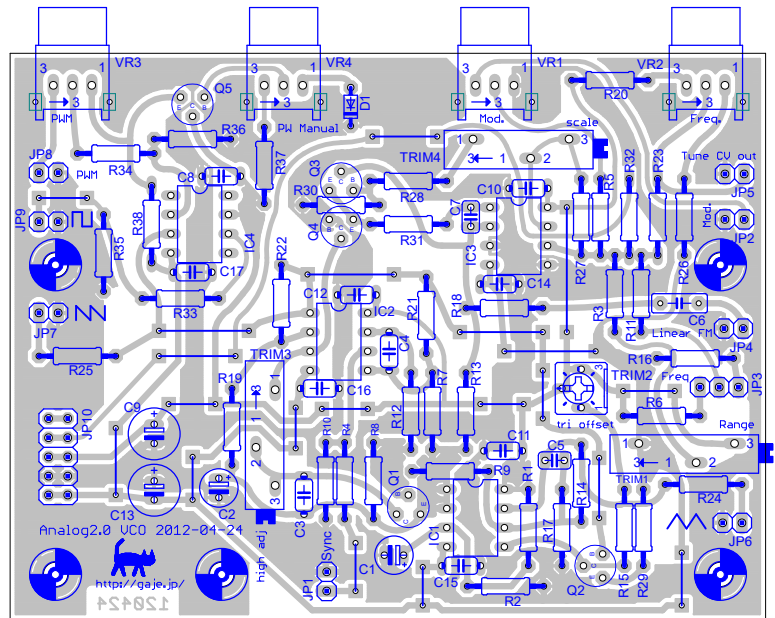 VR3
VR4
VR1
VR2
3
1
3
1
3
1
3
1
3
3
3
3
PWM
PW Manual
Mod.
Freq.
Q5
D1
R20
scale
R36
R37
TRIM4
3
1
3
1
2
JP8
R34
PWM
C8
Q3
R28
C10
R5
R32
R23
Tune CV out
JP5
R30
JP9
R38
IC4
Q4
R31
C7
IC3
Mod.
JP2
R35
R22
C17
C14
R27
R26
C12
IC2
R21
R18
R3
R11
C6
R33
JP7
Linear FM
JP4
C4
TRIM3
R25
R16
TRIM2
Freq
JP3
3
1
R19
C16
R12
R7
R13
R6
1
3
tri offset
JP10
C9
R10
R4
R8
C11
C5
Range
1
3
3
1
2
2
R9
TRIM1
C13
C2
3
C3
Q1
R1
R14
R24
IC1
R17
Analog2.0 VCO 2012-04-24
high adj
Sync
C1
JP6
http://gaje.jp/
JP1
C15
R2
Q2
R15
R29
120424